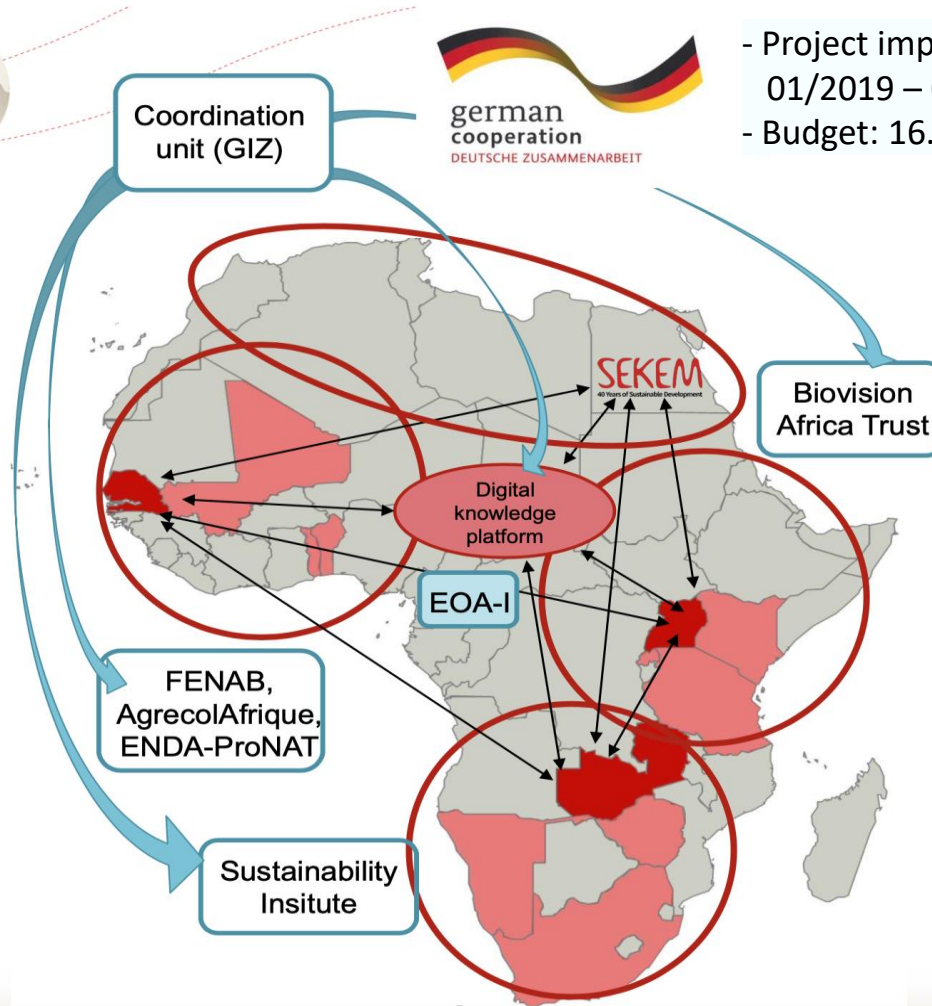 Coordination
unit (GIZ)
german
cooperation
DEUTSCHE ZUSAMMENARBEIT
- Project imp
01/2019 –
- Budget: 16.
SEKEM
40 Years of Sustainable Development
Biovision
Africa Trust
Digital
knowledge
platform
EOA-I
FENAB,
AgrecolAfrique,
ENDA-ProNAT
Sustainability
Insitute